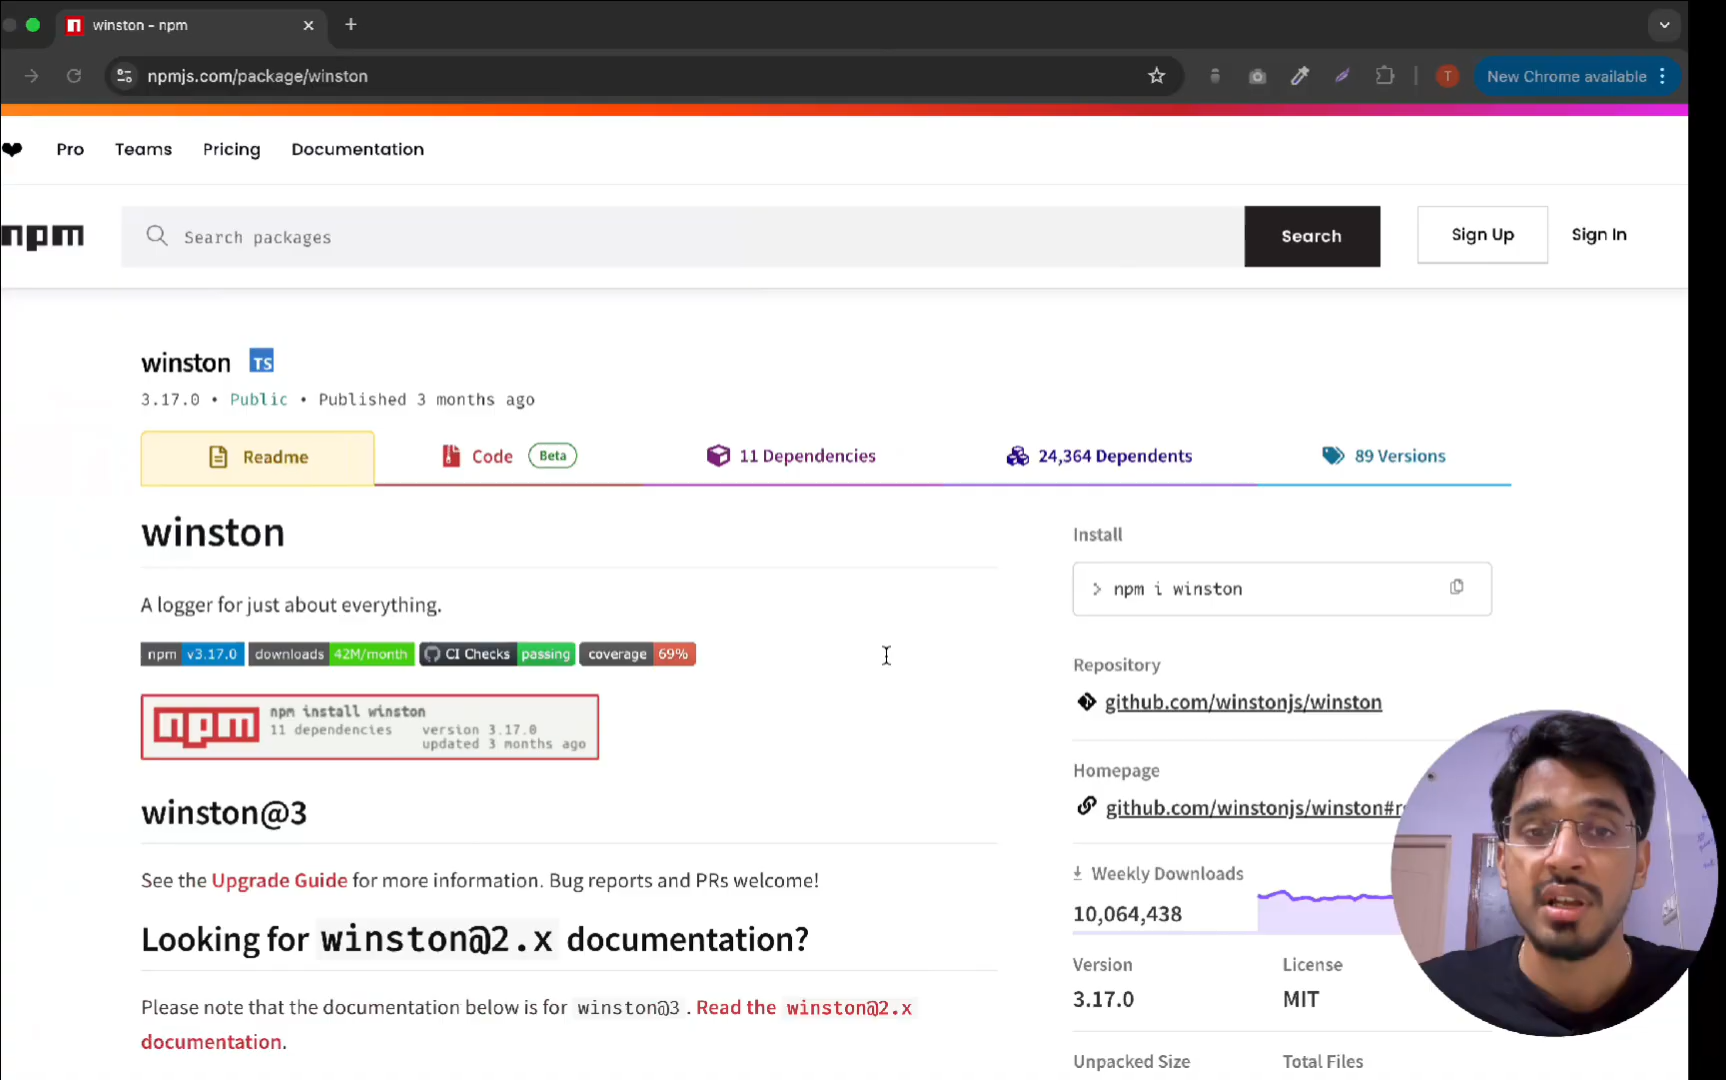 winston - npm
npmjs.com/package/winston
T
New Chrome available
Pro Teams Pricing Documentation
npm
Search packages
Search
Sign Up
Sign In
winston TS
3.17.0 • Public • Published 3 months ago
Readme
Code Beta
11 Dependencies
24,364 Dependents
89 Versions
winston
A logger for just about everything.
npm v3.17.0 downloads 42M/month CI Checks passing coverage 69%
npm
npm install winston
11 dependencies version 3.17.0
updated 3 months ago
winston@3
See the Upgrade Guide for more information. Bug reports and PRs welcome!
Looking for winston@2.x documentation?
Please note that the documentation below is for winston@3 . Read the winston@2.x
documentation.
Install
> npm i winston
Repository
github.com/winstonjs/winston
Homepage
github.com/winstonjs/winston#r
Weekly Downloads
10,064,438
Version License
3.17.0 MIT
Unpacked Size Total Files